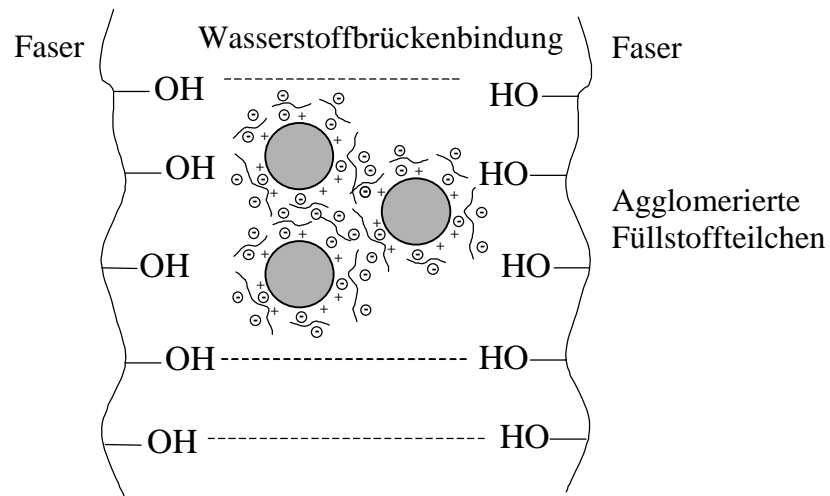 Wasserstoffbrückenbindung
Faser
Faser
OH
HO
OH
HO
Agglomerierte
Füllstoffteilchen
OH
HO
OH
HO
OH
HO